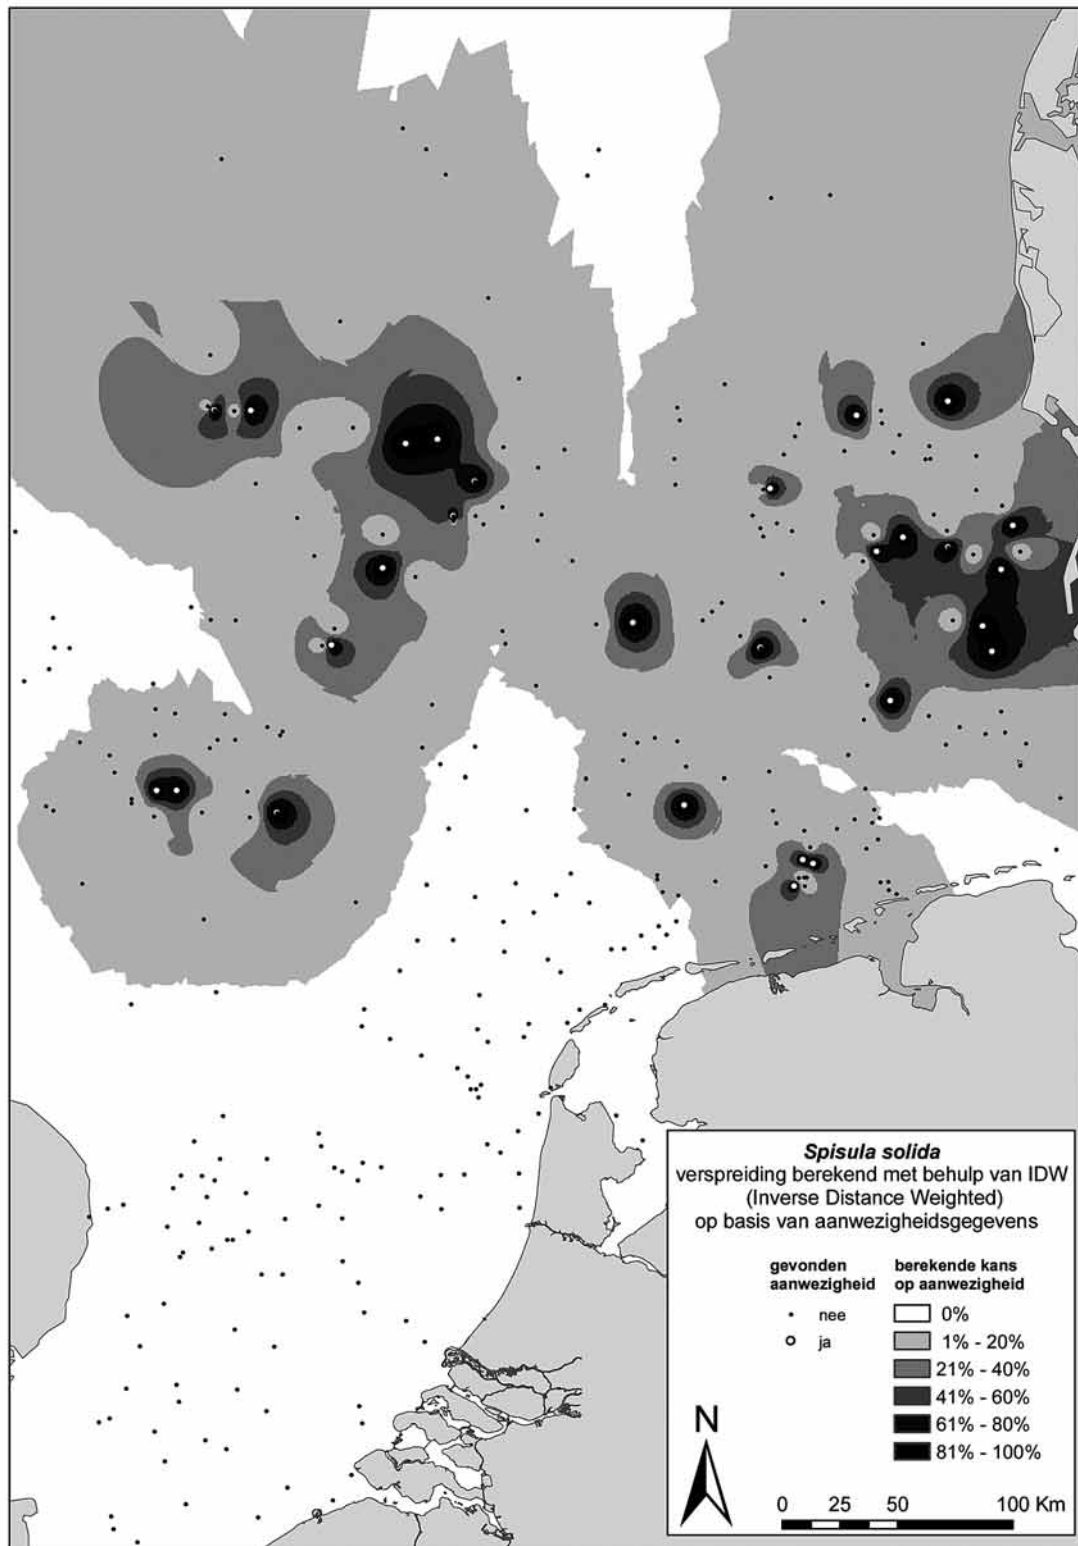 Spisula solida
verspreiding berekend met behulp van IDW
(Inverse Distance Weighted)
op basis van aanwezigheidsgegevens
gevonden
aanwezigheid
nee
ja
berekende kans
op aanwezigheid
0%
1% - 20%
21% - 40%
41% - 60%
61% - 80%
81% - 100%
N
0 25 50 100 Km